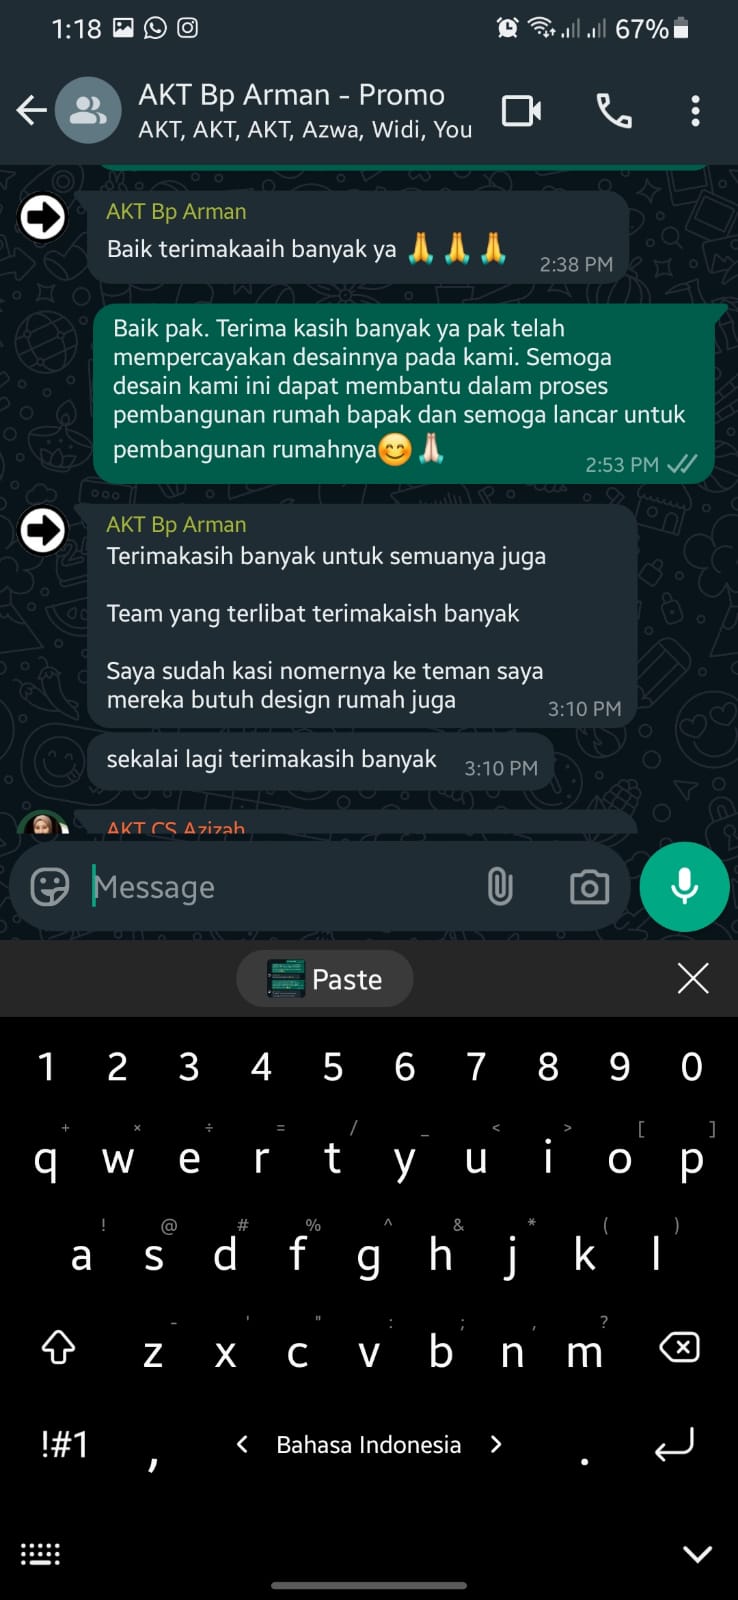 1:18
67%
AKT Bp Arman - Promo
AKT, AKT, AKT, Azwa, Widi, You
AKT Bp Arman
Baik terimakaaih banyak ya 🙏🙏🙏
2:38 PM
Baik pak. Terima kasih banyak ya pak telah
mempercayakan desainnya pada kami. Semoga
desain kami ini dapat membantu dalam proses
pembangunan rumah bapak dan semoga lancar untuk
pembangunan rumahnya😊🙏🏻
2:53 PM
AKT Bp Arman
Terimakasih banyak untuk semuanya juga
Team yang terlibat terimakaish banyak
Saya sudah kasi nomernya ke teman saya
mereka butuh design rumah juga
3:10 PM
sekalai lagi terimakasih banyak
3:10 PM
AKT CS Azizah
Message
Paste
1 2 3 4 5 6 7 8 9 0
+ × ÷ = / _ < > [ ]
q w e r t y u i o p
! @ # % ^ & * ( )
a s d f g h j k l
- ' " : ; , ?
z x c v b n m
!#1 , < Bahasa Indonesia > .